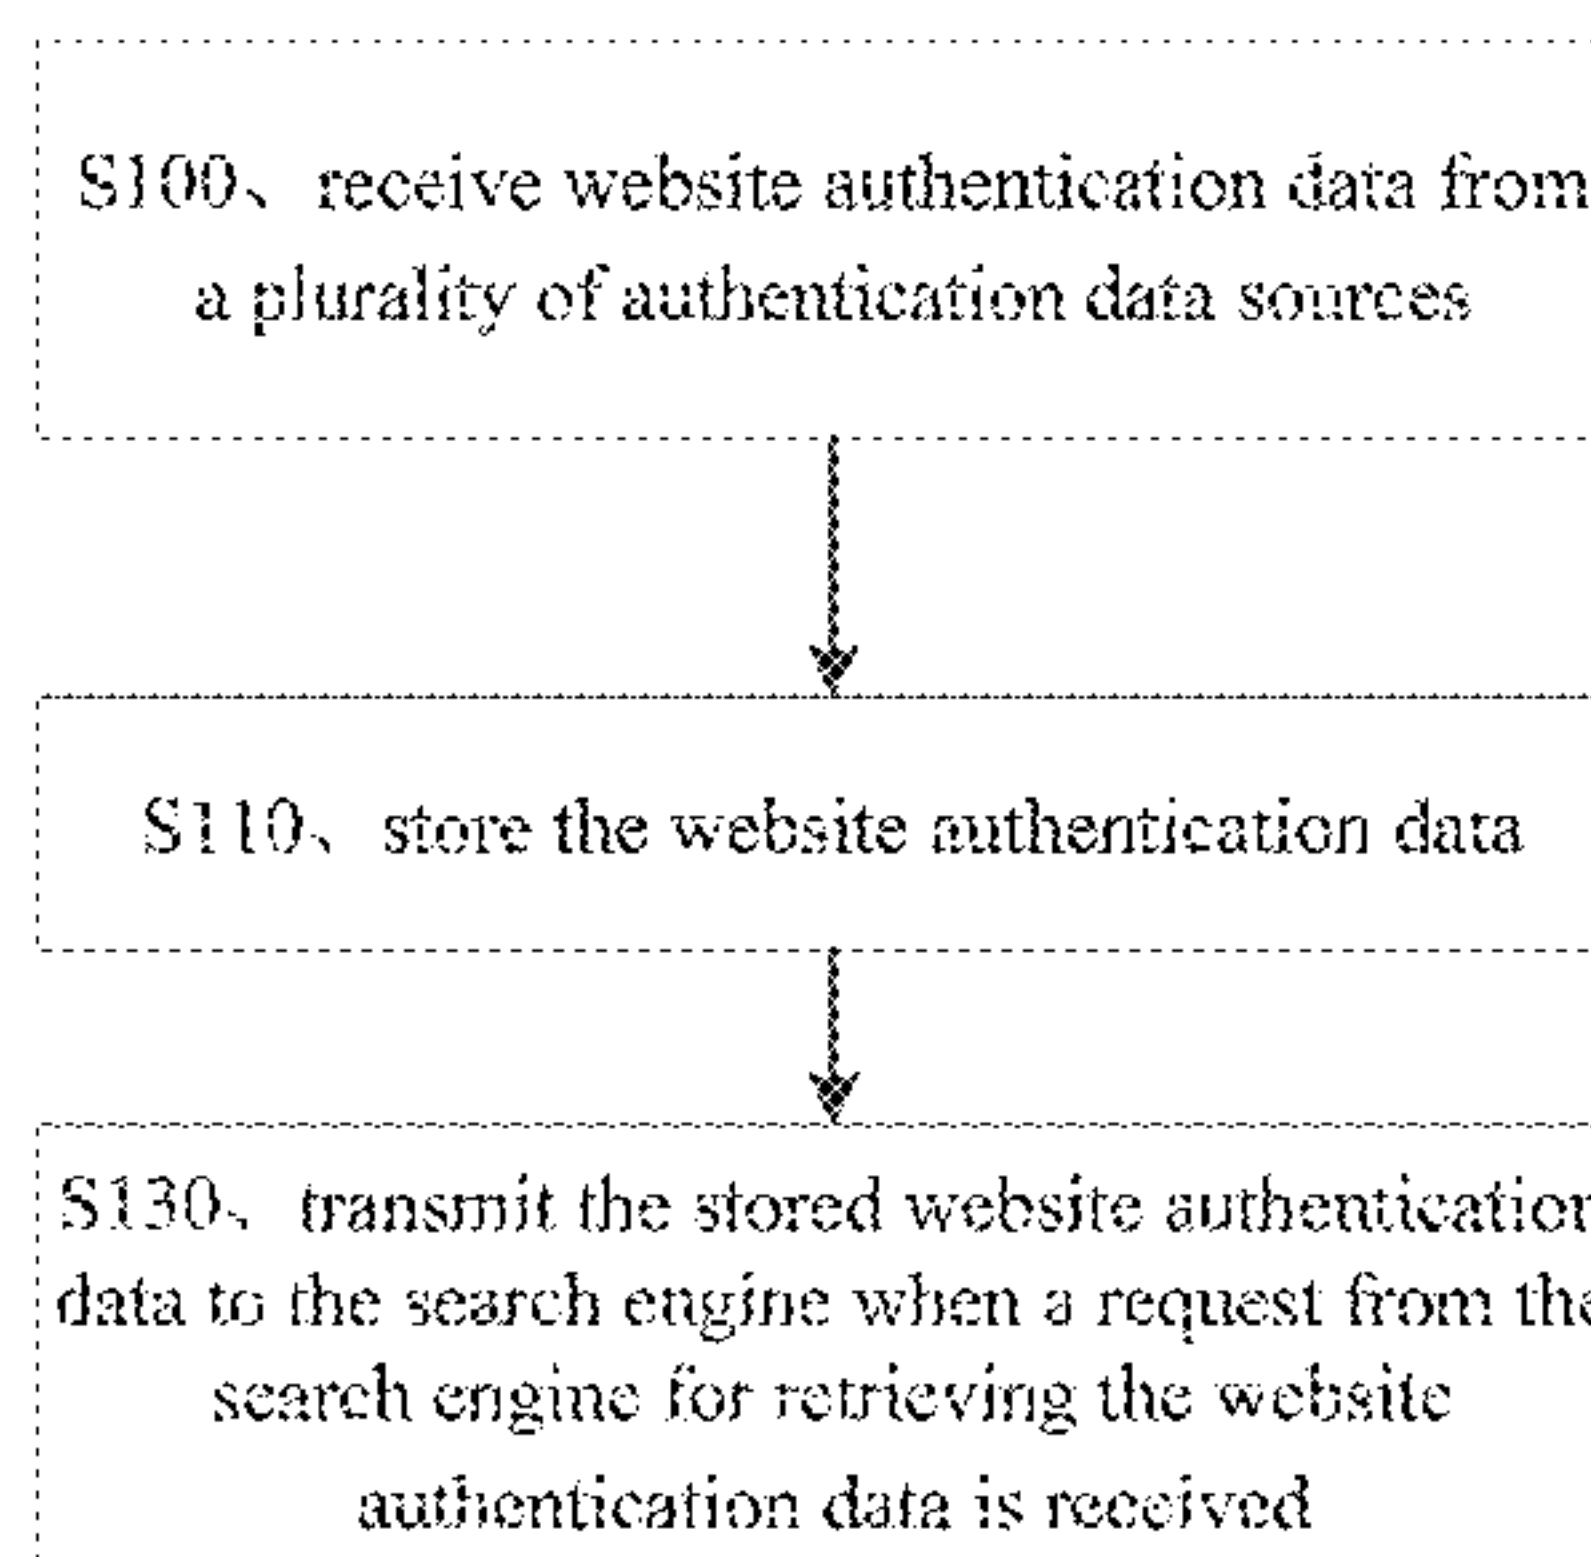 S100、 receive website authentication data from
a plurality of authentication data sources
S110、 store the website authentication data
S130、 transmit the stored website authentication
data to the search engine when a request from the
search engine for retrieving the website
authentication data is received